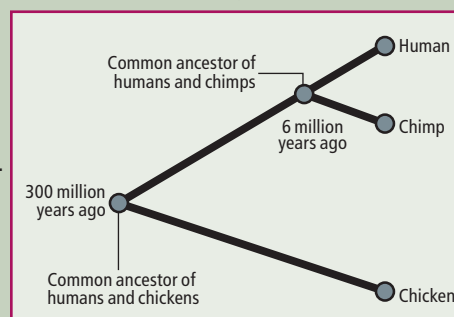 Human
Common ancestor of
humans and chimps
6 million
years ago
Chimp
300 million
years ago
Common ancestor of
humans and chickens
Chicken